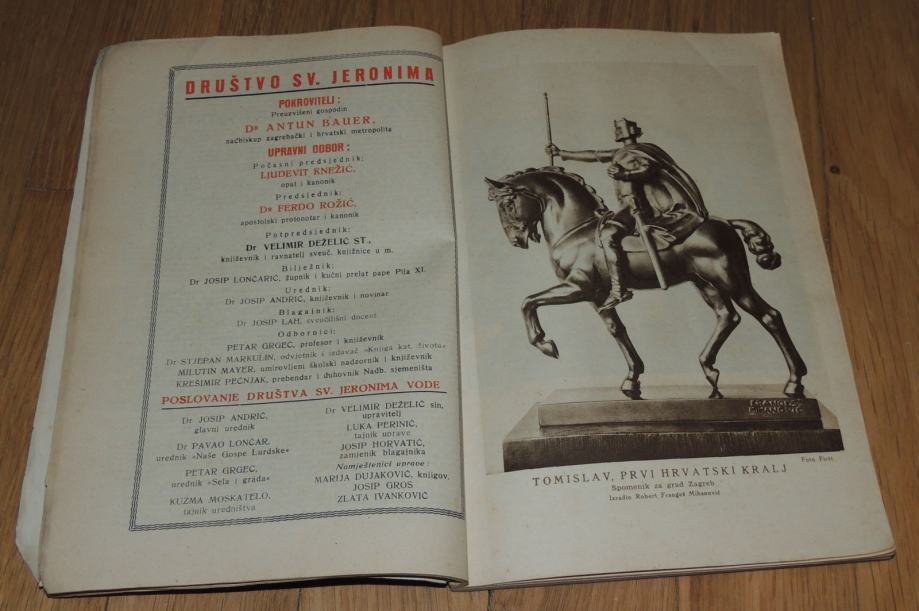 DRUŠTVO SV. JERONIMA
POKROVITELJ:
Preuzvišeni gospodin
Dr ANTUN BAUER,
nadbiskup zagrebački i hrvatski metropolita
UPRAVNI ODBOR:
Počasni predsjednik:
LJUDEVIT KNEŽIĆ,
opat i kanonik
Predsjednik:
Dr FERDO ROŽIĆ,
apostolski protonotar i kanonik
Potpredsjednik:
Dr VELIMIR DEŽELIĆ ST.,
književnik i ravnatelj sveuč. knjižnice u m.
Bilježnik:
Dr JOSIP LONČARIĆ, župnik i kućni prelat pape Pija XI.
Urednik:
Dr JOSIP ANDRIĆ, književnik i novinar
Blagajnik:
Dr JOSIP LAH, sveučilišni docent
Odbornici:
PETAR GRGEC, profesor i književnik
Dr STJEPAN MARKULIN, odvjetnik i izdavač »Knjiga kat. života«
MILUTIN MAYER, umirovljeni školski nadzornik i književnik
KREŠIMIR PEĆNJAK, prebendar i duhovnik Nadb. sjemeništa
POSLOVANJE DRUŠTVA SV. JERONIMA VODE
Dr JOSIP ANDRIĆ,
glavni urednik
Dr PAVAO LONČAR,
urednik »Naše Gospe Lurdske«
PETAR GRGEC,
urednik »Sela i grada«
KUZMA MOSKATELO,
tajnik uredništva
Dr VELIMIR DEŽELIĆ sin,
upravitelj
LUKA PERINIĆ,
tajnik uprave
JOSIP HORVATIĆ,
zamjenik blagajnika
Namještenici uprave:
MARIJA DUJAKOVIĆ, knjigov.
JOSIP GROS
ZLATA IVANKOVIĆ
FRANGEŠ
MIHANOVIĆ
Foto Firšt
TOMISLAV, PRVI HRVATSKI KRALJ
Spomenik za grad Zagreb
Izradio Robert Frangeš Mihanović